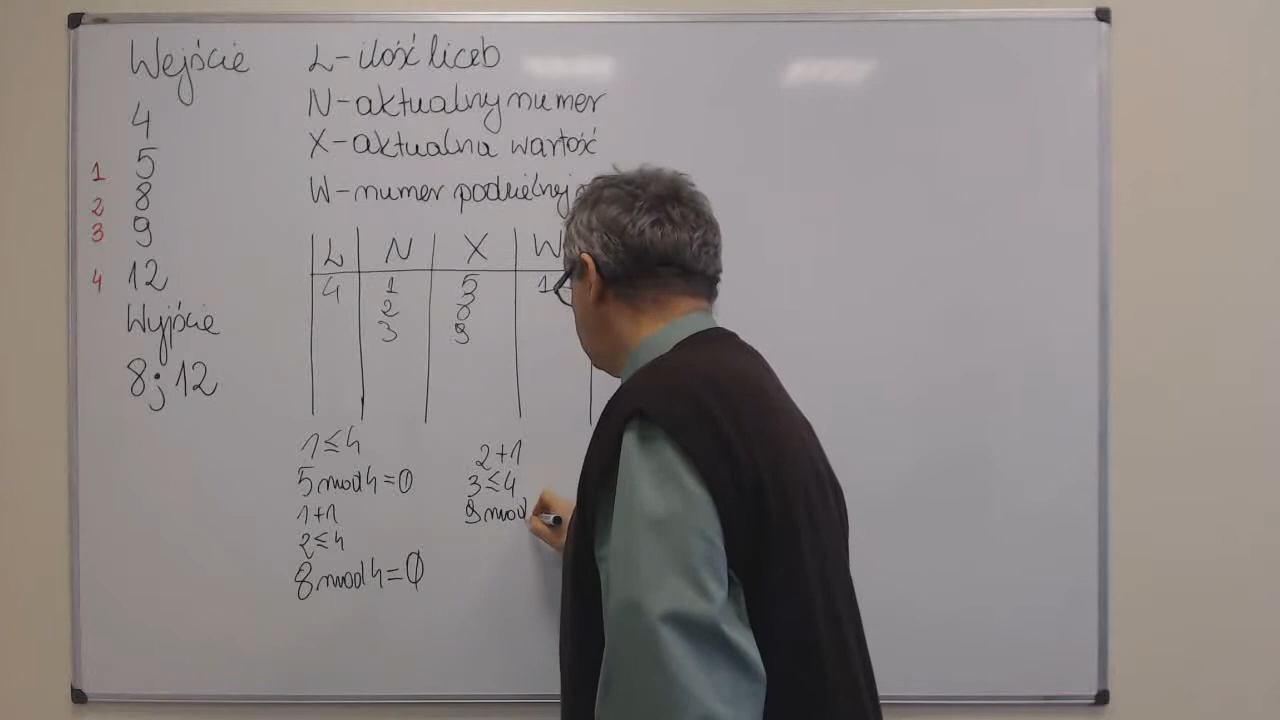 Wejście
4
1 5
2 8
3 9
4 12
Wyjście
8; 12
L - ilość liczb
N - aktualny numer
X - aktualna wartość
W - numer podzielnej
L N X W
4 1 5 1
2 8
3 9
1 ≤ 4
5 mod 4 = 0
1 + 1
2 ≤ 4
8 mod 4 = 0
2 + 1
3 ≤ 4
9 mod